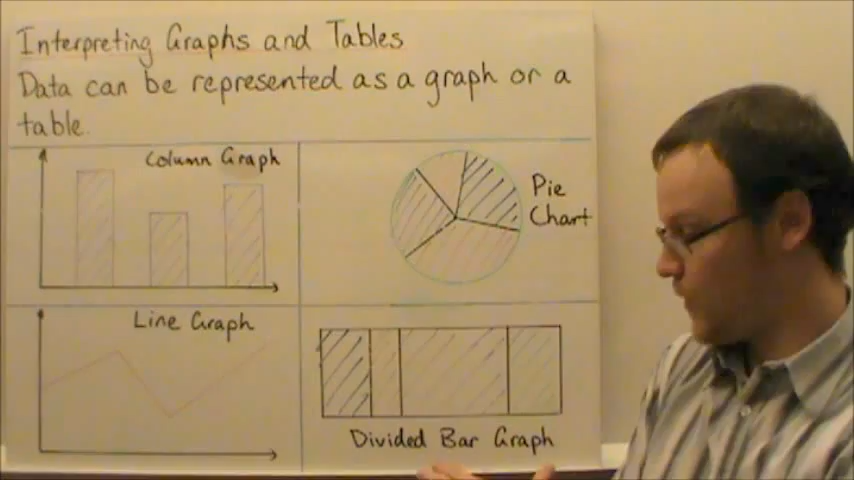 Interpreting Graphs and Tables
Data can be represented as a graph or a
table.
Column Graph
Pie
Chart
Line Graph
Divided Bar Graph